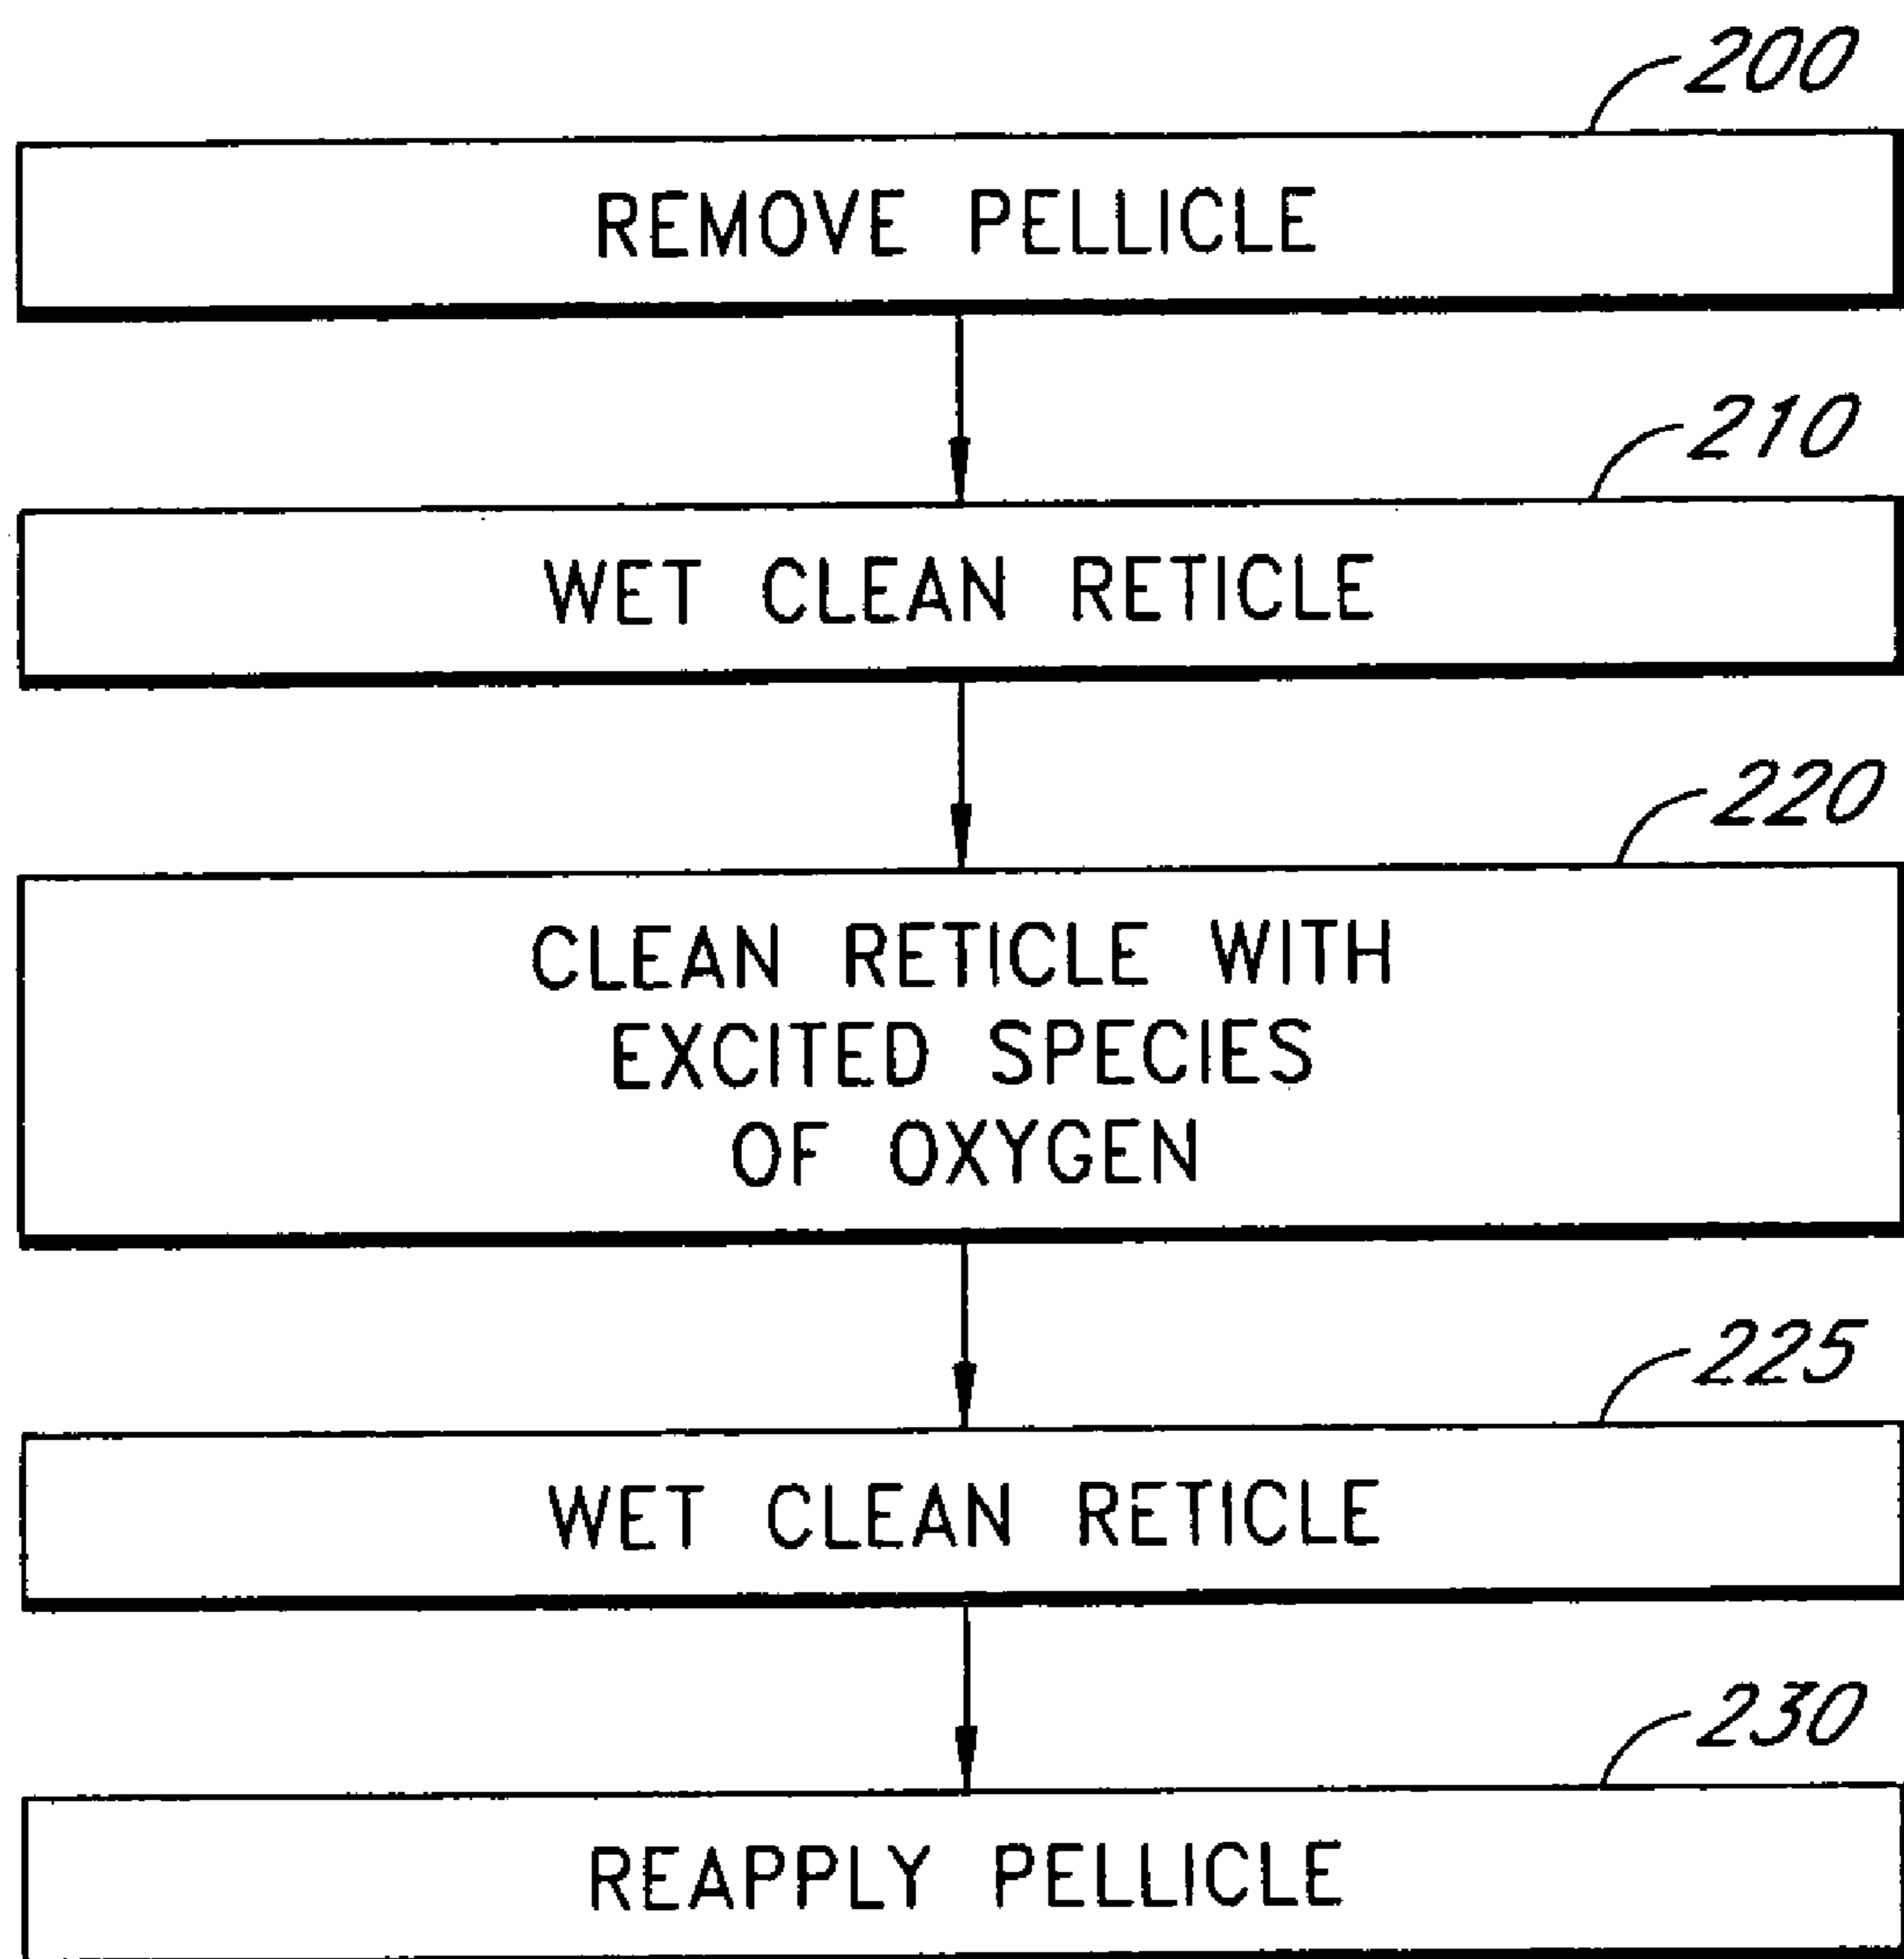 200
REMOVE PELLICLE
210
WET CLEAN RETICLE
220
CLEAN RETICLE WITH
EXCITED SPECIES
OF OXYGEN
225
WET CLEAN RETICLE
230
REAPPLY PELLICLE